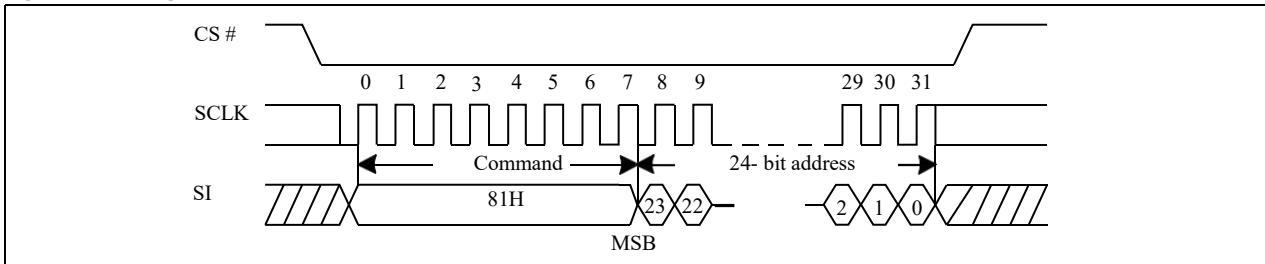 CS #
0 1 2 3 4 5 6 7 8 9 29 30 31
SCLK
Command 24- bit address
SI 81H 23 22 2 1 0
MSB